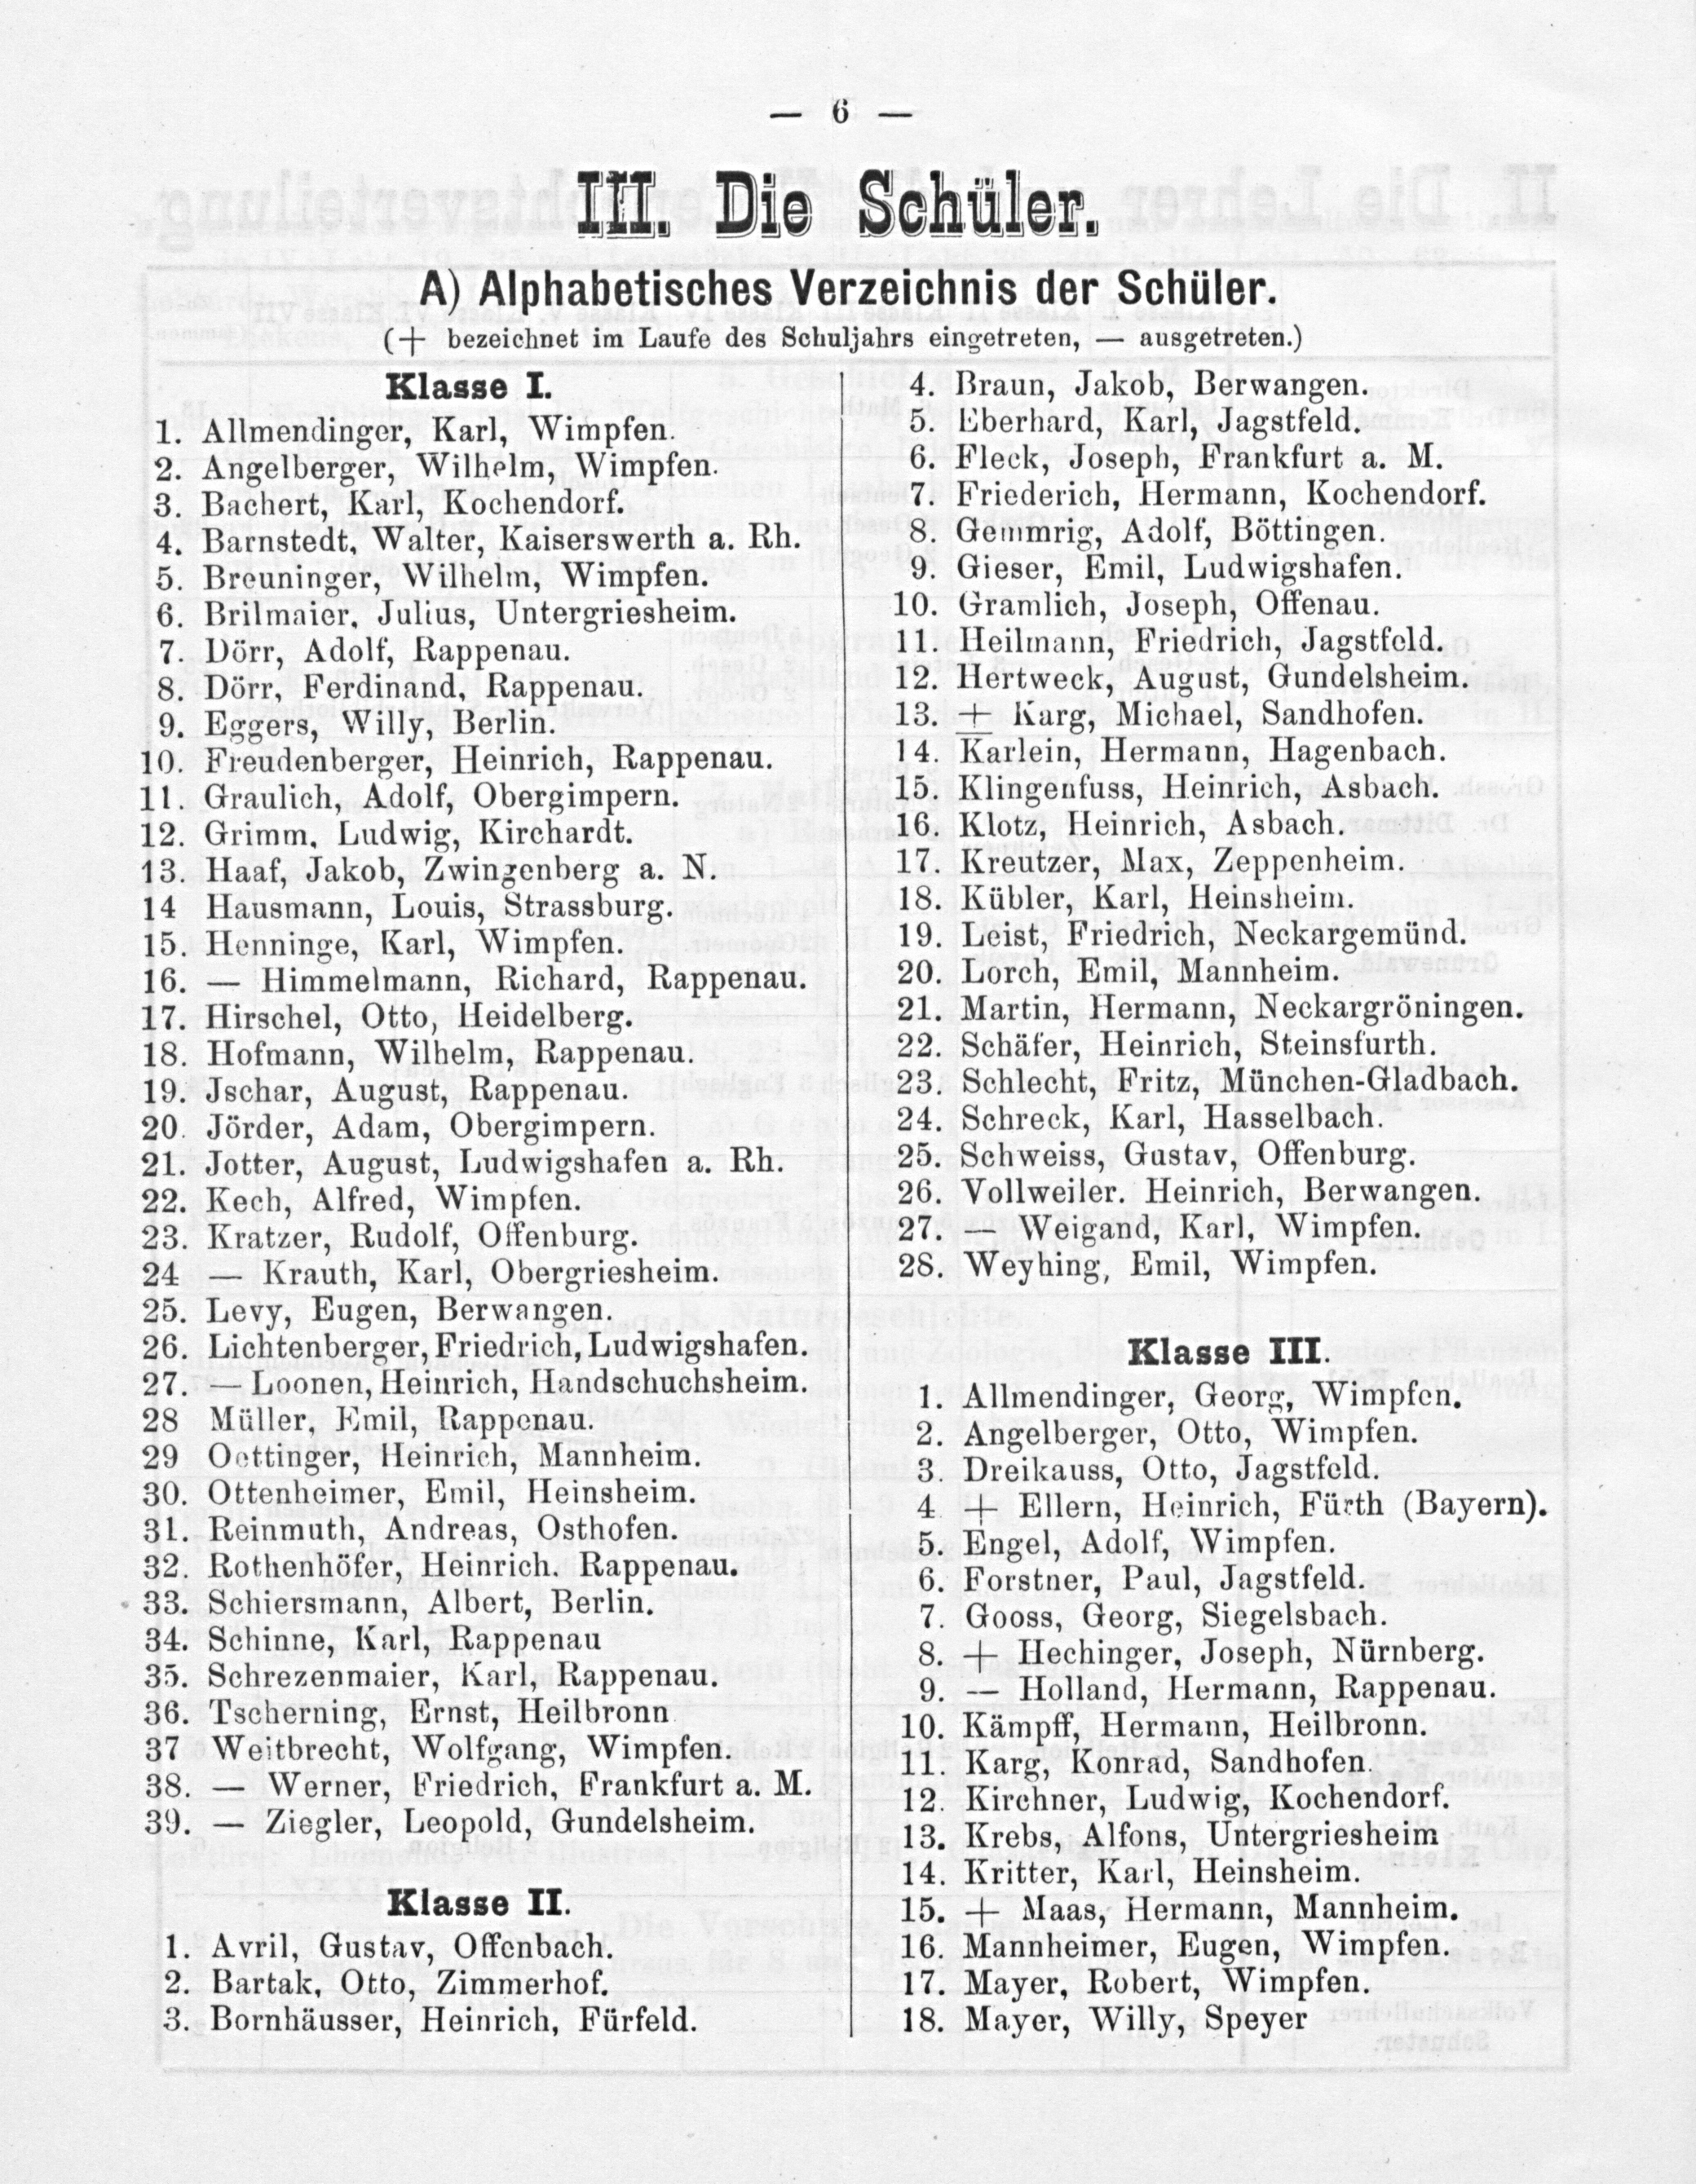 — 6 —
III. Die Schüler.
A) Alphabetisches Verzeichnis der Schüler.
(+ bezeichnet im Laufe des Schuljahrs eingetreten, — ausgetreten.)
Klasse I.
1. Allmendinger, Karl, Wimpfen.
2. Angelberger, Wilhelm, Wimpfen.
3. Bachert, Karl, Kochendorf.
4. Barnstedt, Walter, Kaiserswerth a. Rh.
5. Breuninger, Wilhelm, Wimpfen.
6. Brilmaier, Julius, Untergriesheim.
7. Dörr, Adolf, Rappenau.
8. Dörr, Ferdinand, Rappenau.
9. Eggers, Willy, Berlin.
10. Freudenberger, Heinrich, Rappenau.
11. Graulich, Adolf, Obergimpern.
12. Grimm, Ludwig, Kirchardt.
13. Haaf, Jakob, Zwingenberg a. N.
14 Hausmann, Louis, Strassburg.
15. Henninge, Karl, Wimpfen.
16. — Himmelmann, Richard, Rappenau.
17. Hirschel, Otto, Heidelberg.
18. Hofmann, Wilhelm, Rappenau.
19. Jschar, August, Rappenau.
20. Jörder, Adam, Obergimpern.
21. Jotter, August, Ludwigshafen a. Rh.
22. Kech, Alfred, Wimpfen.
23. Kratzer, Rudolf, Offenburg.
24 — Krauth, Karl, Obergriesheim.
25. Levy, Eugen, Berwangen.
26. Lichtenberger, Friedrich, Ludwigshafen.
27. — Loonen, Heinrich, Handschuchsheim.
28 Müller, Emil, Rappenau.
29 Oettinger, Heinrich, Mannheim.
30. Ottenheimer, Emil, Heinsheim.
31. Reinmuth, Andreas, Osthofen.
32. Rothenhöfer, Heinrich. Rappenau.
33. Schiersmann, Albert, Berlin.
34. Schinne, Karl, Rappenau
35. Schrezenmaier, Karl, Rappenau.
36. Tscherning, Ernst, Heilbronn
37 Weitbrecht, Wolfgang, Wimpfen.
38. — Werner, Friedrich, Frankfurt a. M.
39. — Ziegler, Leopold, Gundelsheim.
Klasse II.
1. Avril, Gustav, Offenbach.
2. Bartak, Otto, Zimmerhof.
3. Bornhäusser, Heinrich, Fürfeld.
4. Braun, Jakob, Berwangen.
5. Eberhard, Karl, Jagstfeld.
6. Fleck, Joseph, Frankfurt a. M.
7. Friederich, Hermann, Kochendorf.
8. Gemmrig, Adolf, Böttingen.
9. Gieser, Emil, Ludwigshafen.
10. Gramlich, Joseph, Offenau.
11. Heilmann, Friedrich, Jagstfeld.
12. Hertweck, August, Gundelsheim.
13. + Karg, Michael, Sandhofen.
14. Karlein, Hermann, Hagenbach.
15. Klingenfuss, Heinrich, Asbach.
16. Klotz, Heinrich, Asbach.
17. Kreutzer, Max, Zeppenheim.
18. Kübler, Karl, Heinsheim.
19. Leist, Friedrich, Neckargemünd.
20. Lorch, Emil, Mannheim.
21. Martin, Hermann, Neckargröningen.
22. Schäfer, Heinrich, Steinsfurth.
23. Schlecht, Fritz, München-Gladbach.
24. Schreck, Karl, Hasselbach.
25. Schweiss, Gustav, Offenburg.
26. Vollweiler. Heinrich, Berwangen.
27. — Weigand, Karl, Wimpfen.
28. Weyhing, Emil, Wimpfen.
Klasse III.
1. Allmendinger, Georg, Wimpfen.
2. Angelberger, Otto, Wimpfen.
3. Dreikauss, Otto, Jagstfeld.
4 + Ellern, Heinrich, Fürth (Bayern).
5. Engel, Adolf, Wimpfen.
6. Forstner, Paul, Jagstfeld.
7. Gooss, Georg, Siegelsbach.
8. + Hechinger, Joseph, Nürnberg.
9. — Holland, Hermann, Rappenau.
10. Kämpff, Hermann, Heilbronn.
11. Karg, Konrad, Sandhofen.
12. Kirchner, Ludwig, Kochendorf.
13. Krebs, Alfons, Untergriesheim
14. Kritter, Karl, Heinsheim.
15. + Maas, Hermann, Mannheim.
16. Mannheimer, Eugen, Wimpfen.
17. Mayer, Robert, Wimpfen.
18. Mayer, Willy, Speyer